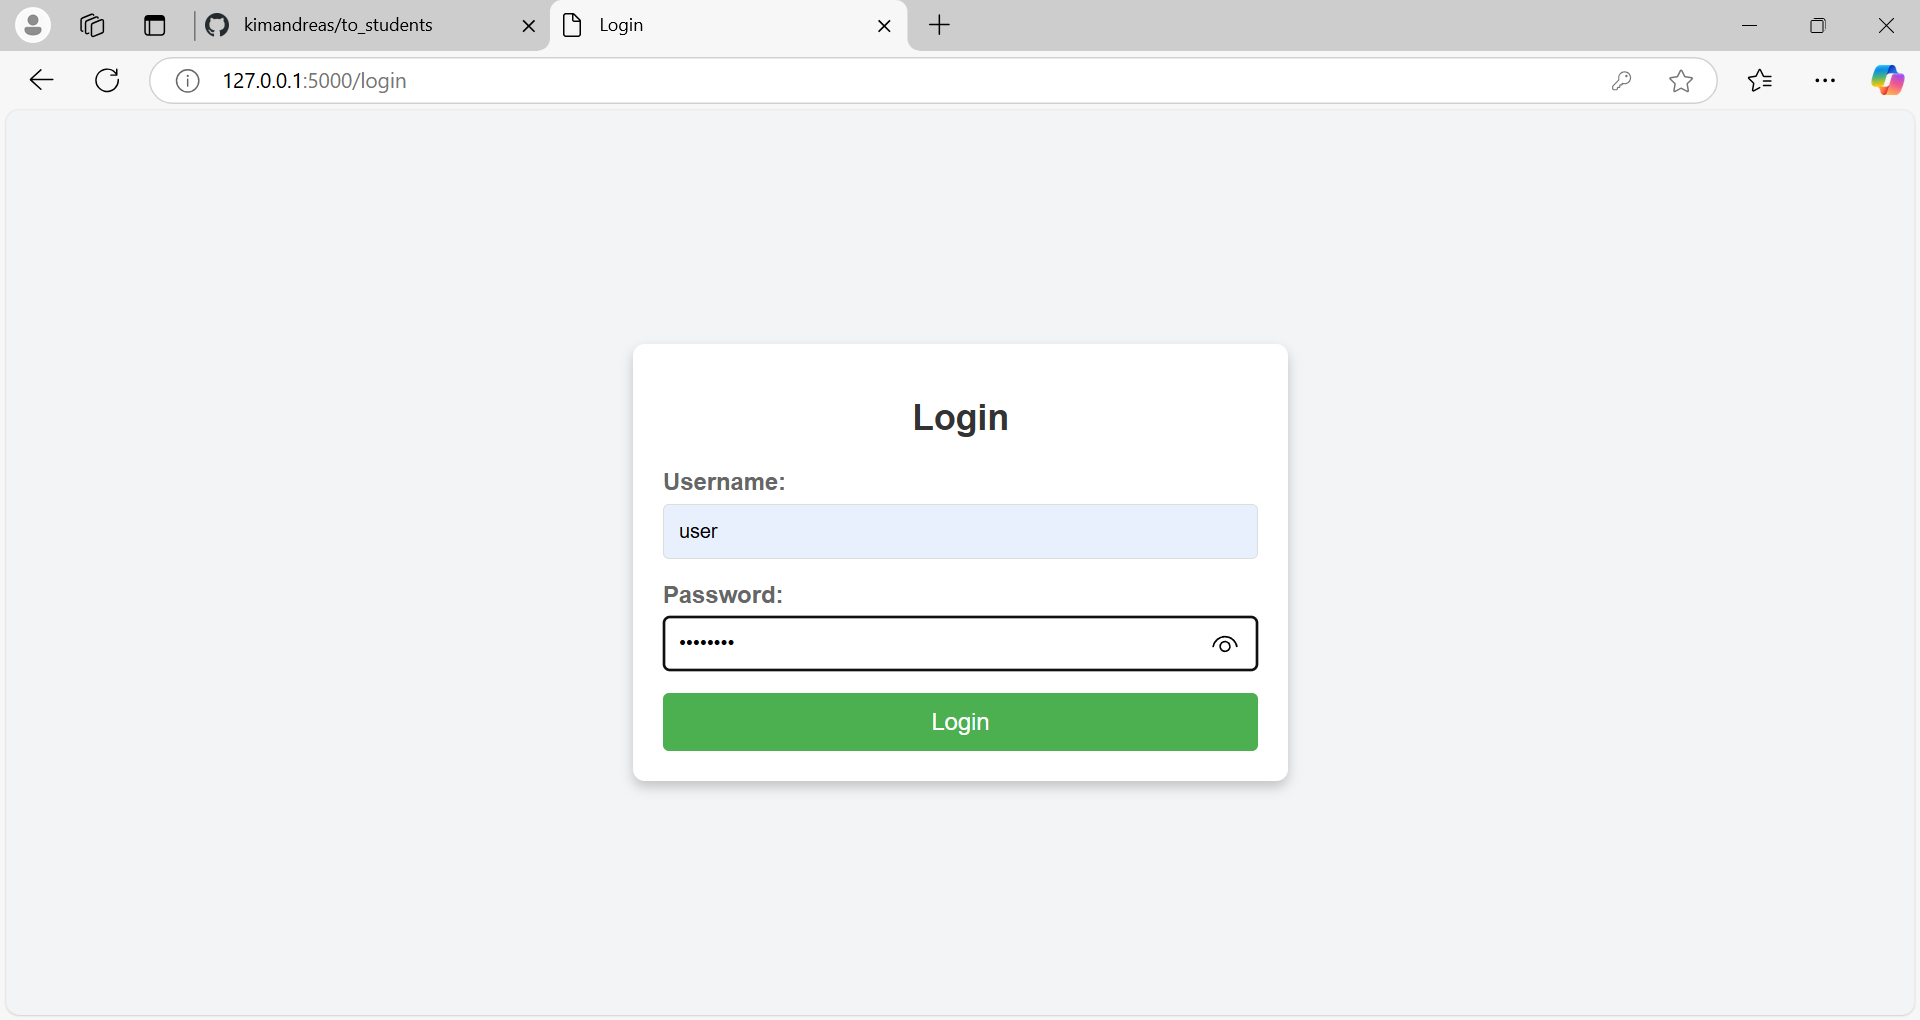 kimandreas/to_students
Login
127.0.0.1:5000/login
Login
Username:
user
Password:
••••••••
Login